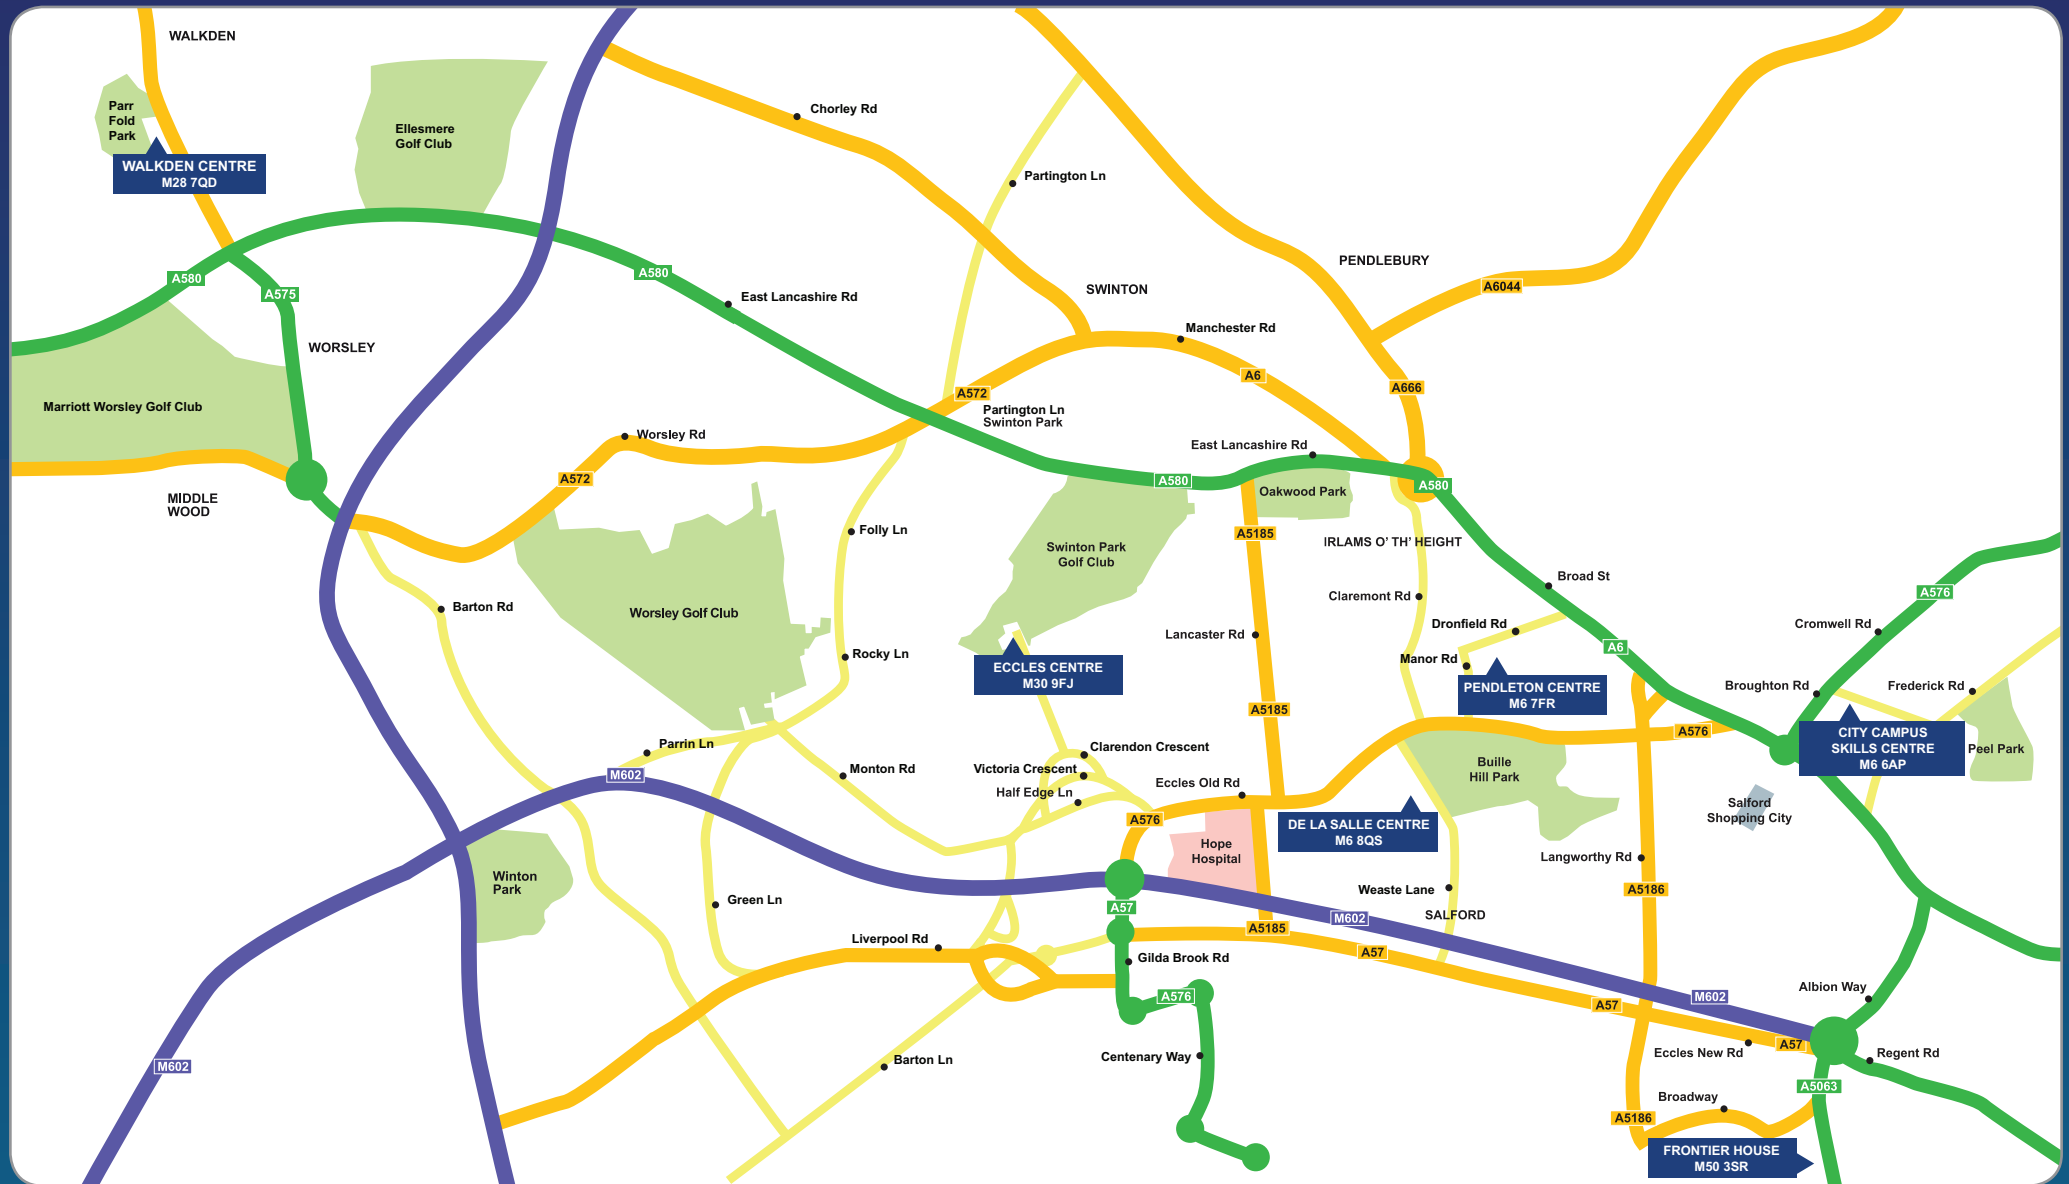 WALKDEN
Parr
Fold
Park
WALKDEN CENTRE
M28 7QD
Ellesmere
Golf Club
Chorley Rd
Partington Ln
PENDLEBURY
A6044
A580
A575
A580
East Lancashire Rd
SWINTON
Manchester Rd
WORSLEY
A6
A666
A572
Marriott Worsley Golf Club
Partington Ln
Swinton Park
Worsley Rd
East Lancashire Rd
A572
A580
Oakwood Park
A580
MIDDLE
WOOD
Folly Ln
A5185
Swinton Park
Golf Club
IRLAMS O' TH' HEIGHT
Broad St
A576
Barton Rd
Worsley Golf Club
Claremont Rd
Dronfield Rd
Cromwell Rd
Lancaster Rd
A6
Rocky Ln
Manor Rd
ECCLES CENTRE
M30 9FJ
PENDLETON CENTRE
M6 7FR
Broughton Rd
Frederick Rd
A5185
A576
Parrin Ln
Clarendon Crescent
CITY CAMPUS
SKILLS CENTRE
M6 6AP
Peel Park
M602
Monton Rd
Victoria Crescent
Half Edge Ln
Eccles Old Rd
Buille
Hill Park
Salford
Shopping City
A576
DE LA SALLE CENTRE
M6 8QS
Hope
Hospital
Langworthy Rd
Winton
Park
Green Ln
Weaste Lane
A5186
A57
M602
SALFORD
A5185
Liverpool Rd
Gilda Brook Rd
A57
A576
Albion Way
M602
A57
Centenary Way
Eccles New Rd
A57
Regent Rd
M602
Barton Ln
A5063
Broadway
A5186
FRONTIER HOUSE
M50 3SR